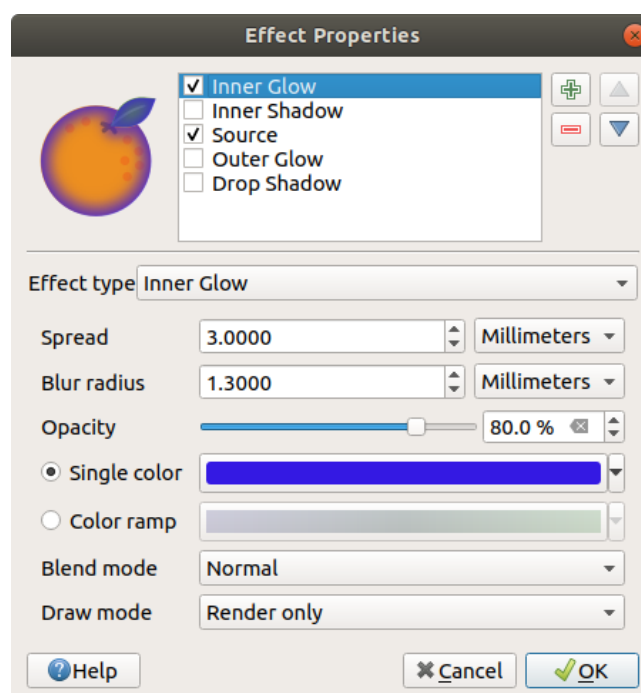 Effect Properties
Inner Glow
Inner Shadow
Source
Outer Glow
Drop Shadow
Effect type Inner Glow
Spread 3.0000 Millimeters
Blur radius 1.3000 Millimeters
Opacity 80.0 %
Single color
Color ramp
Blend mode Normal
Draw mode Render only
Help Cancel OK